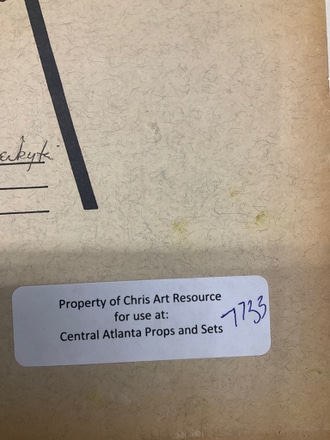 Property of Chris Art Resource
for use at:
Central Atlanta Props and Sets
7733